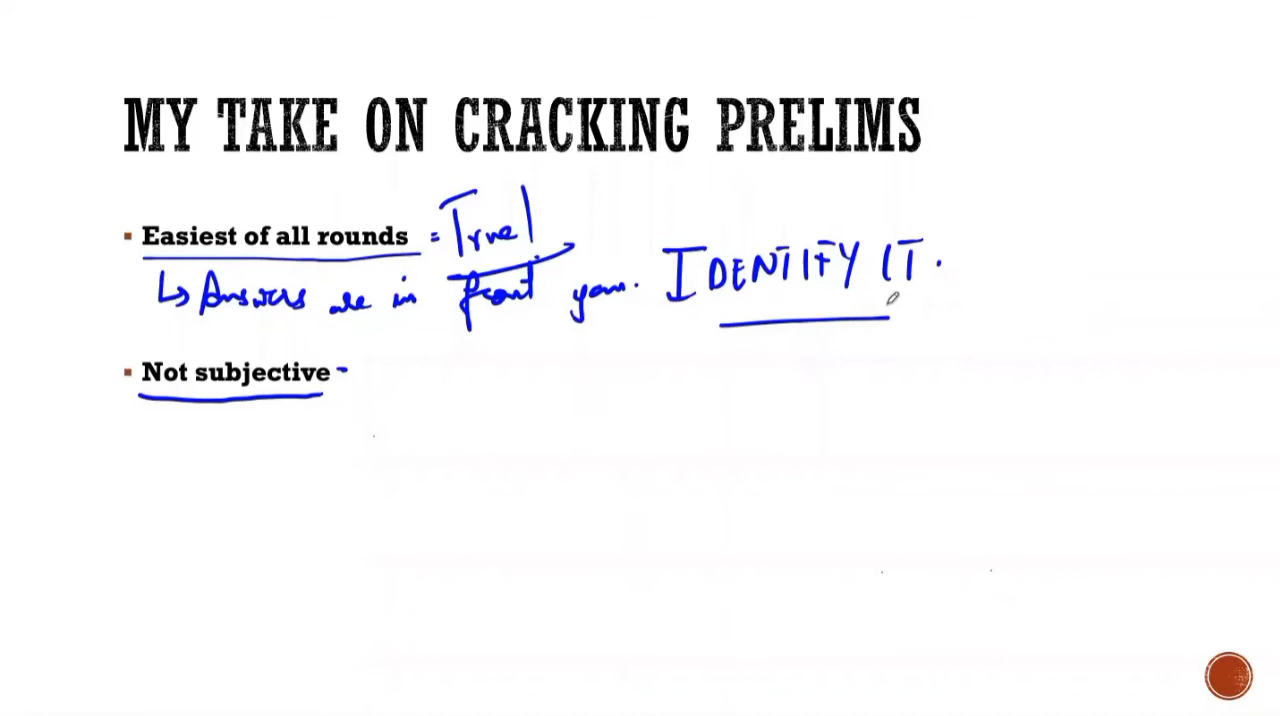 MY TAKE ON CRACKING PRELIMS
Easiest of all rounds = True
↳ Answers are in front you. IDENTIFY IT.
Not subjective -